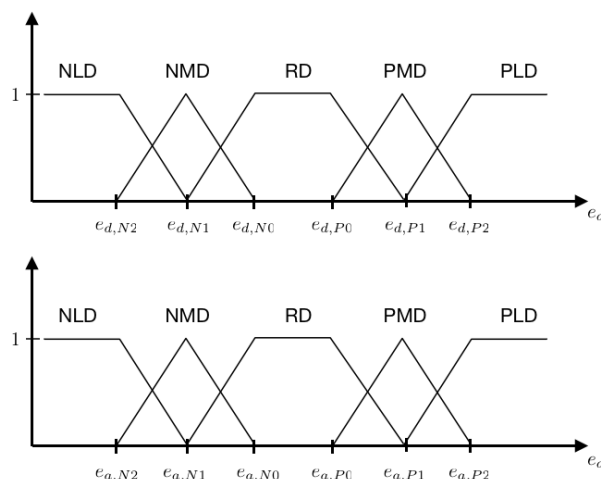 NLD NMD RD PMD PLD
1
e_{d,N2} e_{d,N1} e_{d,N0} e_{d,P0} e_{d,P1} e_{d,P2}
NLD NMD RD PMD PLD
1
e_{a,N2} e_{a,N1} e_{a,N0} e_{a,P0} e_{a,P1} e_{a,P2}